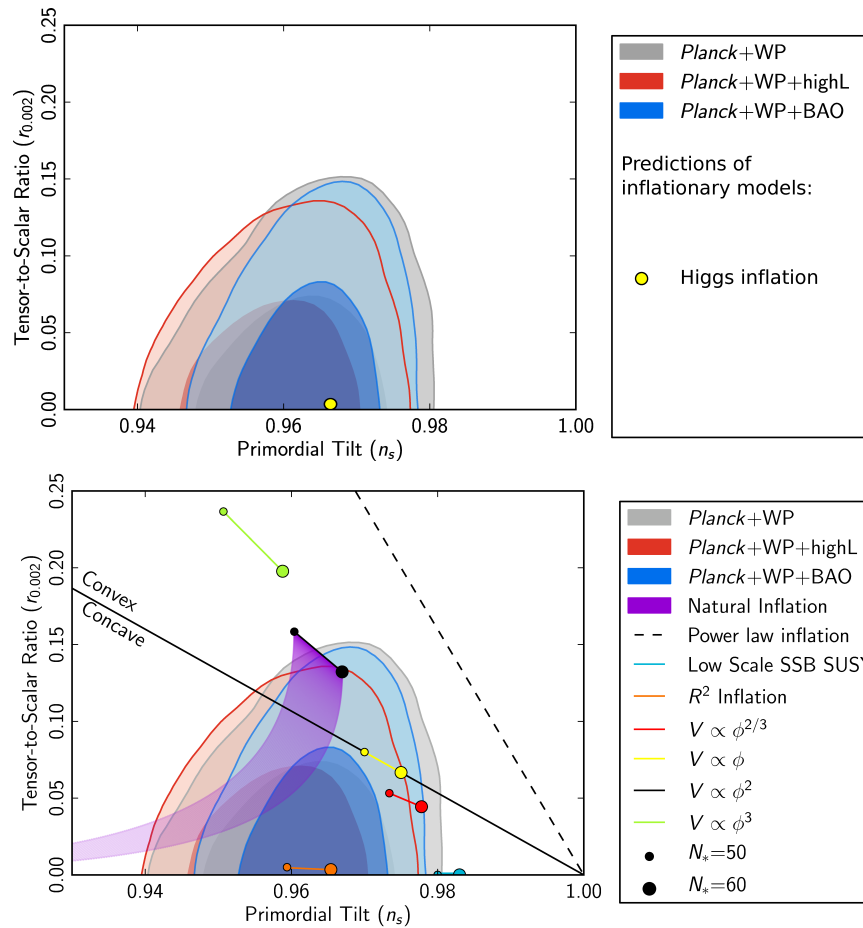 0.25
0.20
0.15
0.10
0.05
0.00
Tensor-to-Scalar Ratio (r0.002)
0.94 0.96 0.98 1.00
Primordial Tilt (ns)
Planck+WP
Planck+WP+highL
Planck+WP+BAO
Predictions of
inflationary models:
Higgs inflation
0.25
0.20
0.15
0.10
0.05
0.00
Tensor-to-Scalar Ratio (r0.002)
Convex
Concave
0.94 0.96 0.98 1.00
Primordial Tilt (ns)
Planck+WP
Planck+WP+highL
Planck+WP+BAO
Natural Inflation
Power law inflation
Low Scale SSB SUSY
R² Inflation
V ∝ ϕ²ᐟ³
V ∝ ϕ
V ∝ ϕ²
V ∝ ϕ³
N*=50
N*=60